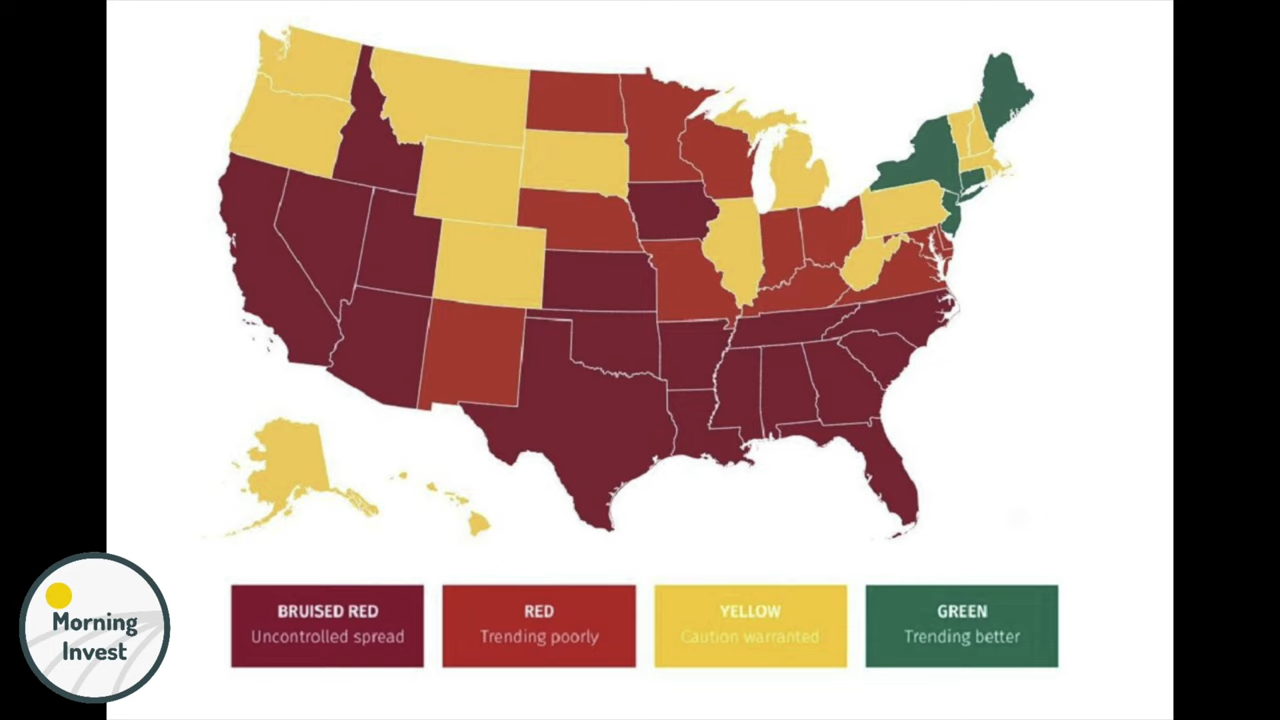 BRUISED RED
Uncontrolled spread
RED
Trending poorly
YELLOW
Caution warranted
GREEN
Trending better
Morning
Invest